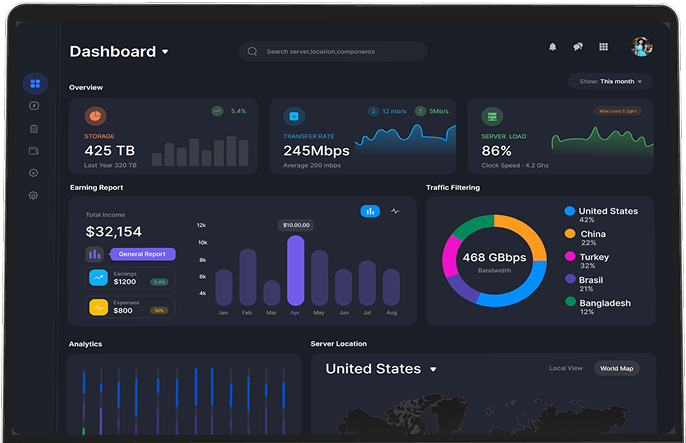 Dashboard
Search server,location,components
Overview
Show: This month
STORAGE
425 TB
Last Year 320 TB
5.4%
TRANSFER RATE
245Mbps
Average 200 mbps
12 mb/s
5Mb/s
SERVER LOAD
86%
Clock Speed : 4.2 Ghz
Max Load 5.2ghz
Earning Report
Total Income
$32,154
General Report
Earnings
$1200
5.4%
Expenses
$800
10%
12k
10k
8k
6k
4k
$10.00,00
Jan Feb Mar Apr May Jun Jul Aug
Traffic Filtering
468 GBbps
Bandwidth
United States
42%
China
22%
Turkey
32%
Brasil
21%
Bangladesh
12%
Analytics
Server Location
United States
Local View
World Map